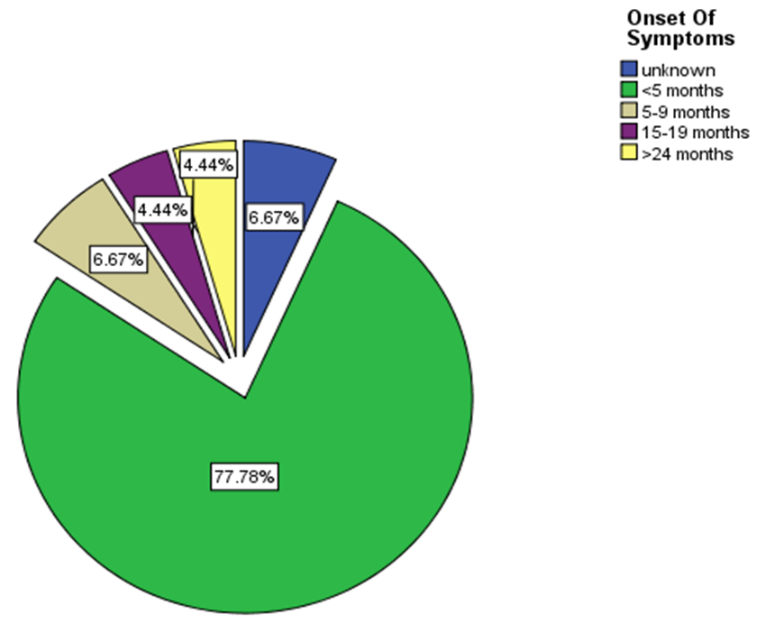 Onset Of
Symptoms
unknown
<5 months
5-9 months
15-19 months
>24 months
4.44%
4.44%
6.67%
6.67%
77.78%